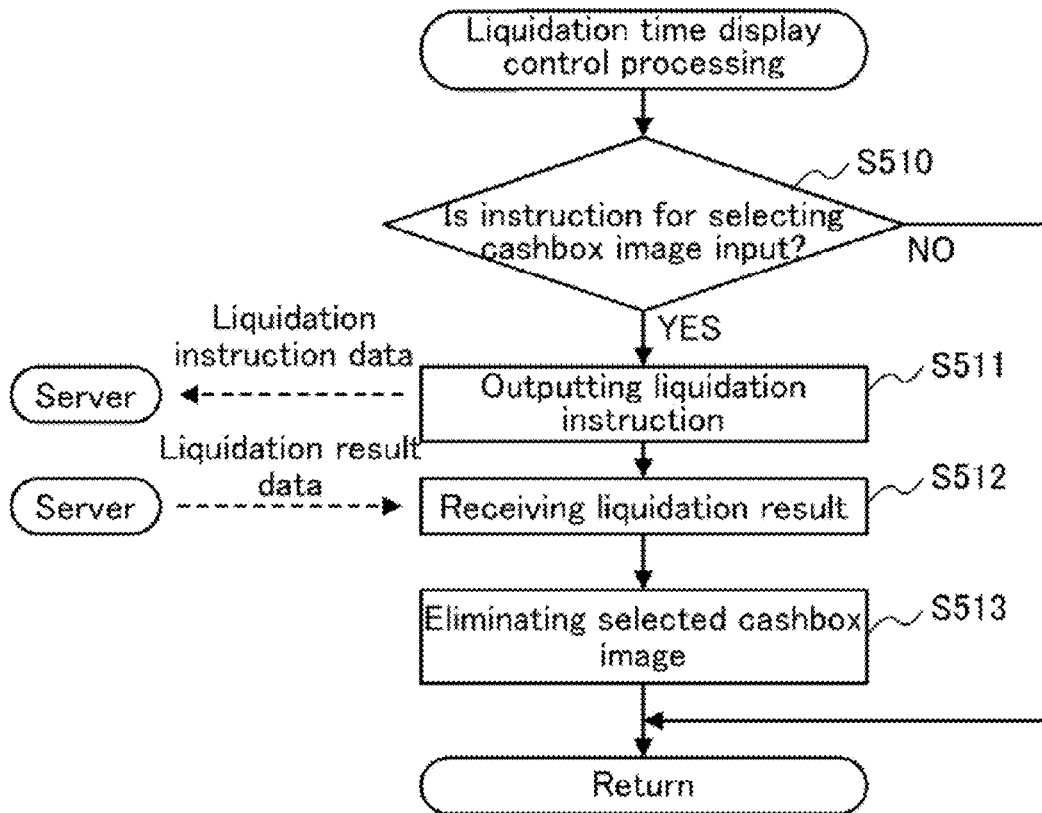 Liquidation time display
control processing
S510
Is instruction for selecting
cashbox image input?
NO
YES
Liquidation
instruction data
Server
Outputting liquidation
instruction
S511
Liquidation result
data
Server
Receiving liquidation result
S512
Eliminating selected cashbox
image
S513
Return